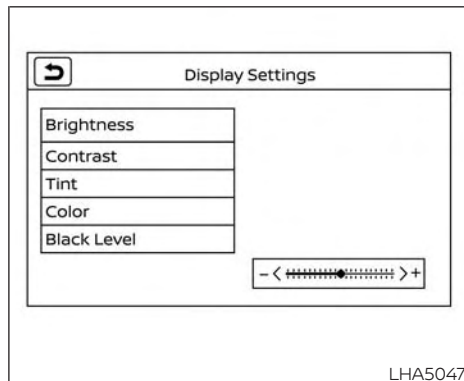 Display Settings
Brightness
Contrast
Tint
Color
Black Level
- < > +
LHA5047